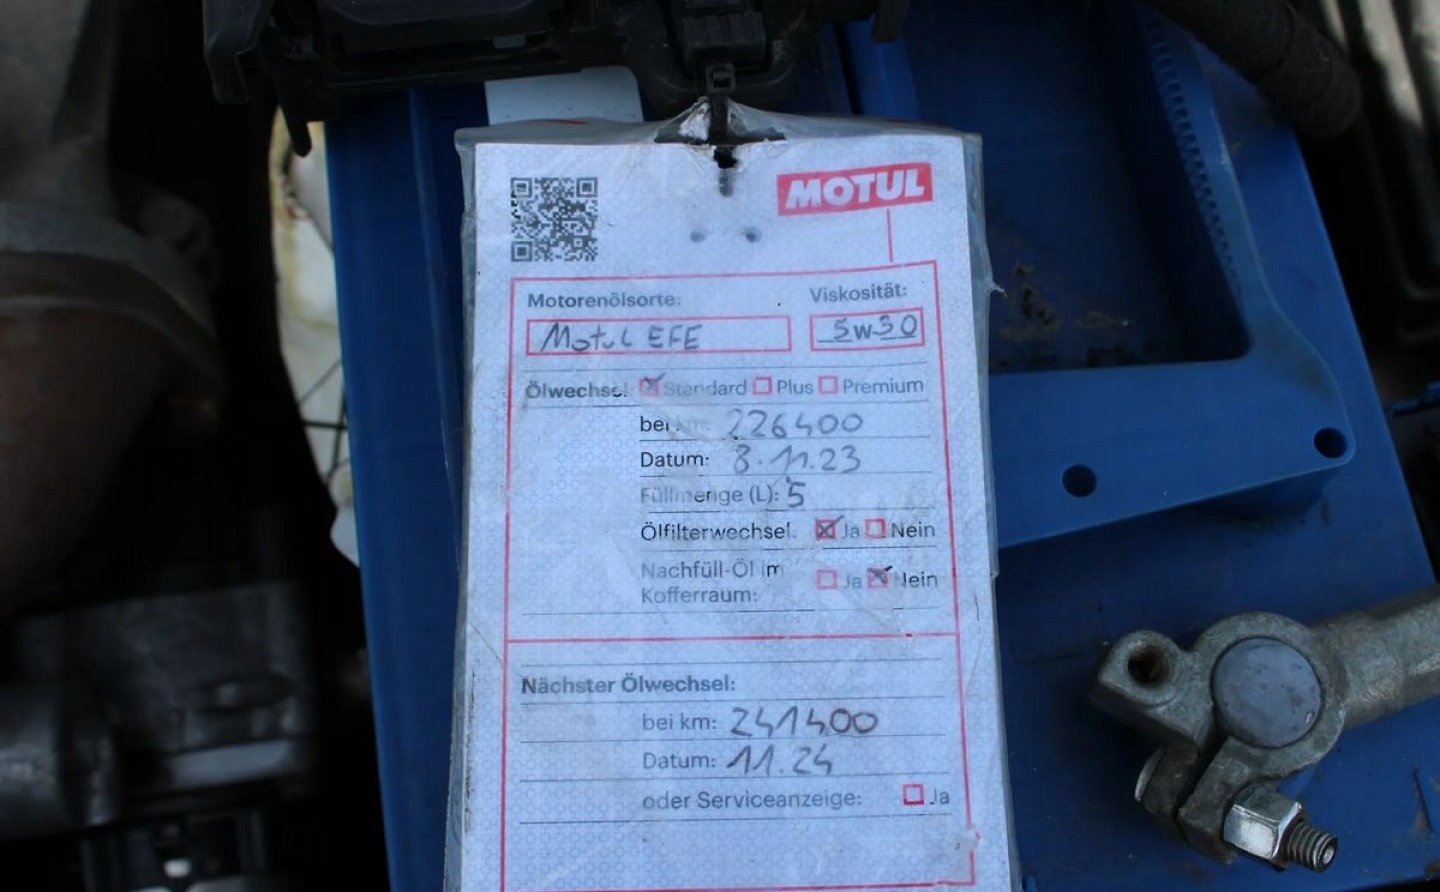 MOTUL
Motorenölsorte: Viskosität:
Motul EFE 5W30
Ölwechsel: Standard Plus Premium
bei km: 226400
Datum: 8.11.23
Füllmenge (L): 5
Ölfilterwechsel: Ja Nein
Nachfüll-Öl im Ja Nein
Kofferraum:
Nächster Ölwechsel:
bei km: 241400
Datum: 11.24
oder Serviceanzeige: Ja